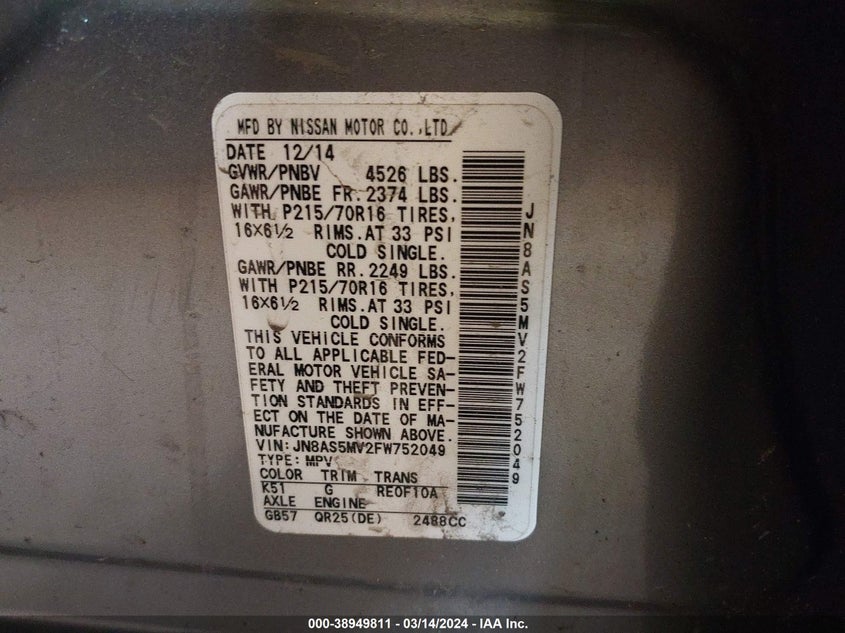 MFD BY NISSAN MOTOR CO.,LTD.
DATE 12/14
GVWR/PNBV 4526 LBS.
GAWR/PNBE FR. 2374 LBS.
WITH P215/70R16 TIRES,
16X6½ RIMS. AT 33 PSI
COLD SINGLE.
GAWR/PNBE RR. 2249 LBS.
WITH P215/70R16 TIRES,
16X6½ RIMS. AT 33 PSI
COLD SINGLE.
THIS VEHICLE CONFORMS
TO ALL APPLICABLE FED-
ERAL MOTOR VEHICLE SA-
FETY AND THEFT PREVEN-
TION STANDARDS IN EFF-
ECT ON THE DATE OF MA-
NUFACTURE SHOWN ABOVE.
VIN: JN8AS5MV2FW752049
TYPE: MPV
COLOR TRIM TRANS
K51 G RE0F10A
AXLE ENGINE
GB57 QR25(DE) 2488CC
JN8AS5MV2FW752049
000-38949811 - 03/14/2024 - IAA Inc.